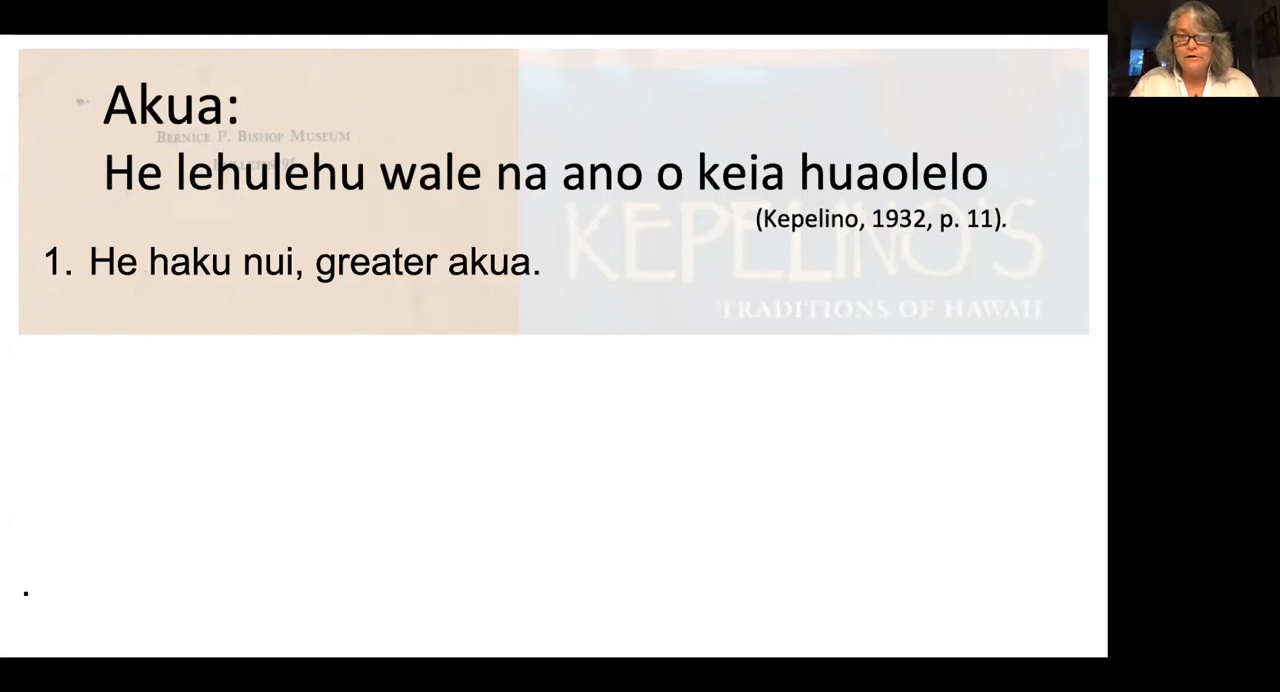 Akua:
BERNICE P. BISHOP MUSEUM
He lehulehu wale na ano o keia huaolelo
(Kepelino, 1932, p. 11).
KEPELINO'S
1. He haku nui, greater akua.
TRADITIONS OF HAWAII
.